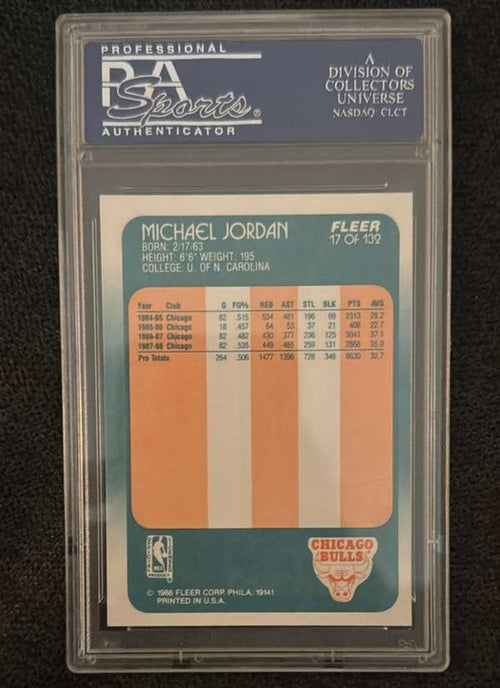 PROFESSIONAL
PSA
Sports®
AUTHENTICATOR
A
DIVISION OF
COLLECTORS
UNIVERSE
NASDAQ: CLCT
MICHAEL JORDAN
BORN: 2/17/63
HEIGHT: 6'6" WEIGHT: 195
COLLEGE: U. OF N. CAROLINA
FLEER
17 OF 132
Year Club G FG% REB AST STL BLK PTS AVG
1984-85 Chicago 82 .515 534 481 196 69 2313 28.2
1985-86 Chicago 18 .457 64 53 37 21 408 22.7
1986-87 Chicago 82 .482 430 377 236 125 3041 37.1
1987-88 Chicago 82 .535 449 485 259 131 2868 35.0
Pro Totals 264 .506 1477 1396 728 346 8630 32.7
NBA
CHICAGO
BULLS
© 1988 FLEER CORP. PHILA. 19141
PRINTED IN U.S.A.